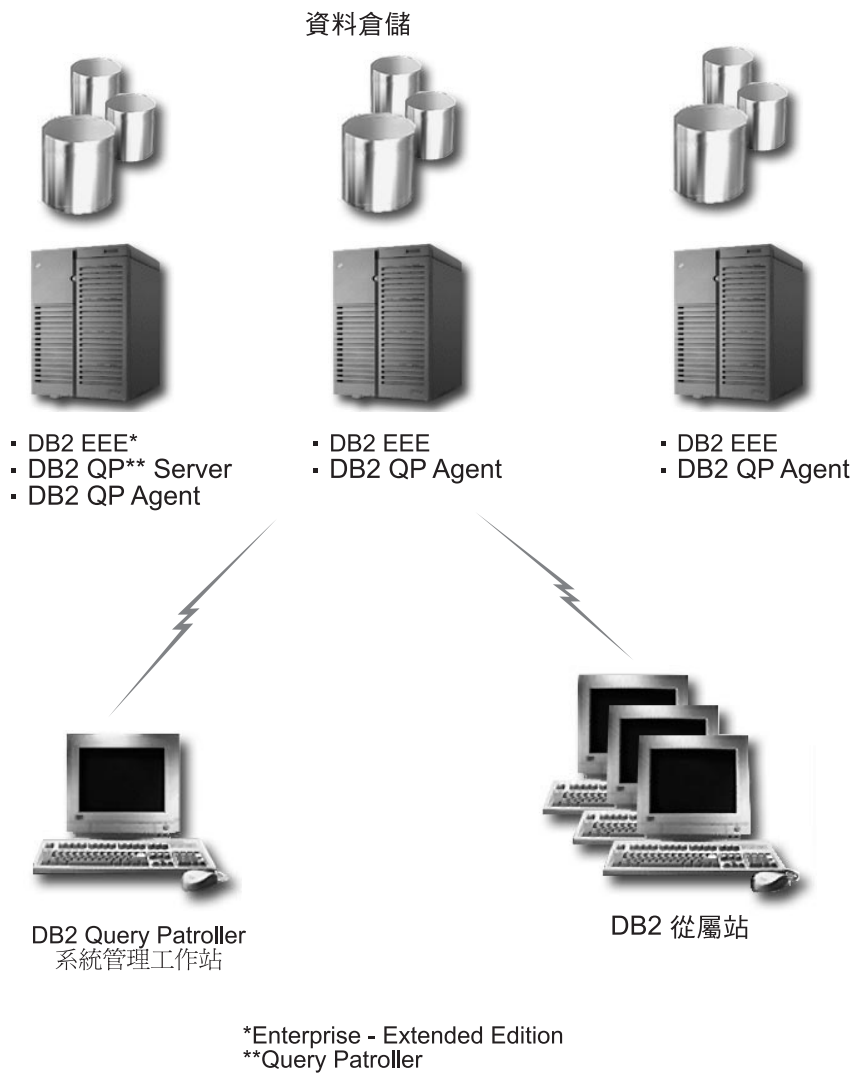 資料倉儲
▪ DB2 EEE*
▪ DB2 QP** Server
▪ DB2 QP Agent
▪ DB2 EEE
▪ DB2 QP Agent
▪ DB2 EEE
▪ DB2 QP Agent
DB2 Query Patroller
系統管理工作站
DB2 從屬站
*Enterprise - Extended Edition
**Query Patroller